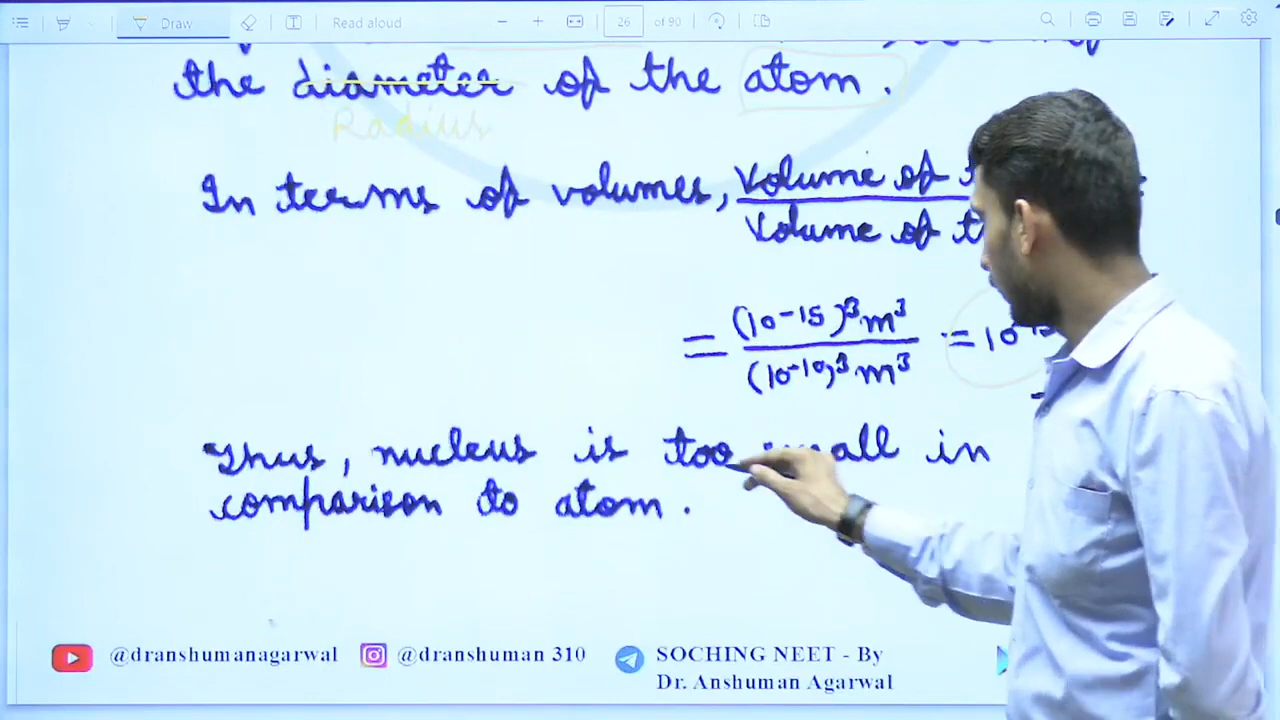 Draw
Read aloud
26 of 90
the diameter of the atom.
Radius
In terms of volumes, Volume of
Volume of
= (10-15)3 m3
(10-10)3 m3
= 10
Thus, nucleus is too small in
comparison to atom.
@dranshumanagarwal @dranshuman 310 SOCHING NEET - By
Dr. Anshuman Agarwal